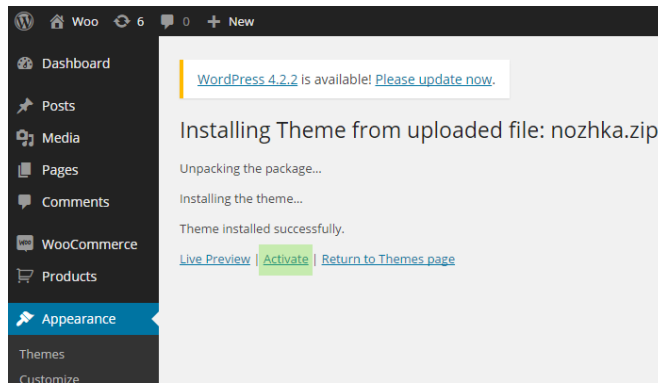 Woo 6 0 + New
Dashboard
Posts
Media
Pages
Comments
WooCommerce
Products
Appearance
Themes
Customize
WordPress 4.2.2 is available! Please update now.
Installing Theme from uploaded file: nozhka.zip
Unpacking the package...
Installing the theme...
Theme installed successfully.
Live Preview | Activate | Return to Themes page